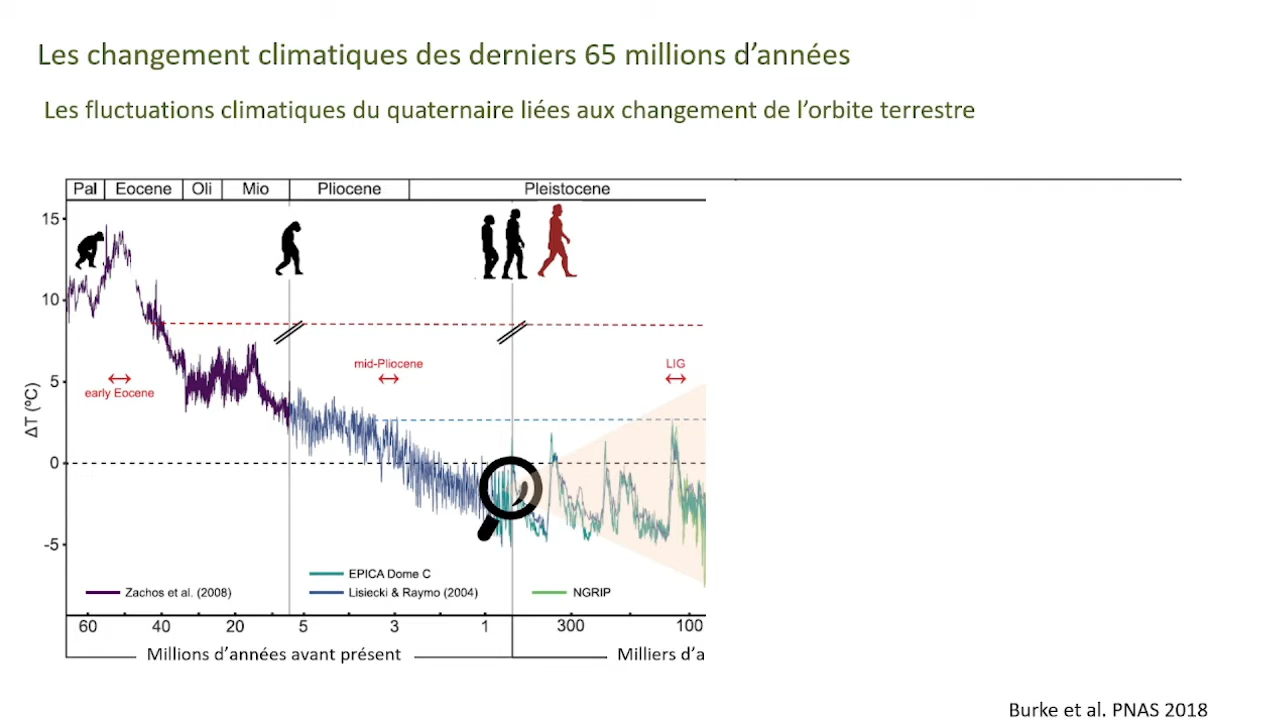 Les changement climatiques des derniers 65 millions d’années
Les fluctuations climatiques du quaternaire liées aux changement de l’orbite terrestre
Pal Eocene Oli Mio Pliocene Pleistocene
15
10
5
0
-5
ΔT (ºC)
early Eocene
mid-Pliocene
LIG
EPICA Dome C
Zachos et al. (2008) Lisiecki & Raymo (2004) NGRIP
60 40 20 5 3 1 300 100
Millions d’années avant présent Milliers d’a
Burke et al. PNAS 2018